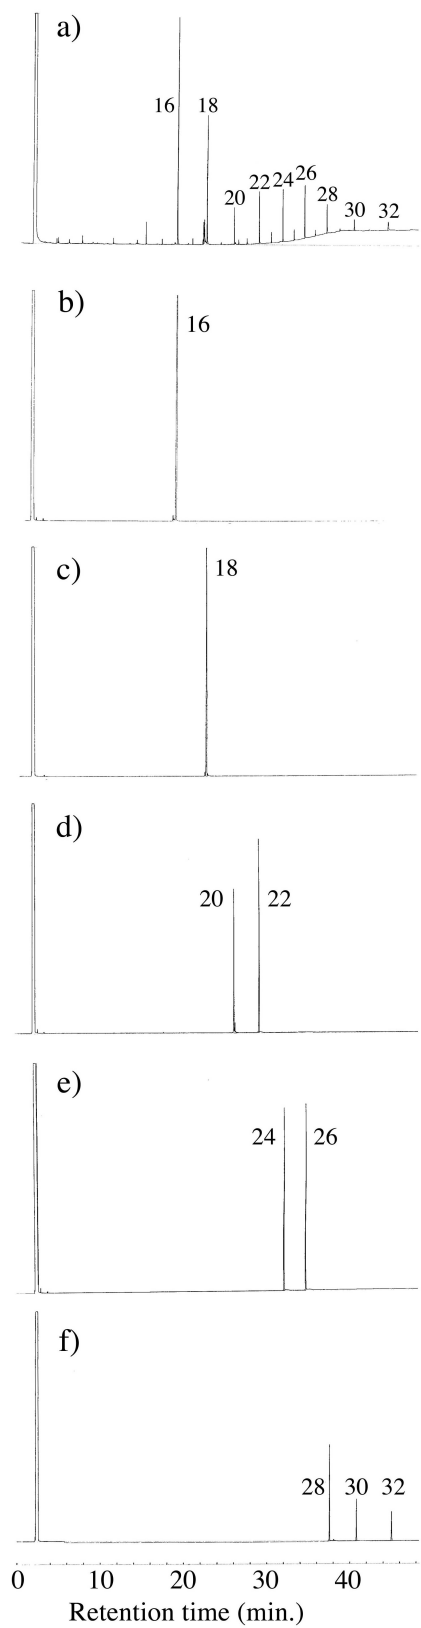 a)
16 18
20 22 24 26 28 30 32
b)
16
c)
18
d)
20 22
e)
24 26
f)
28 30 32
0 10 20 30 40
Retention time (min.)